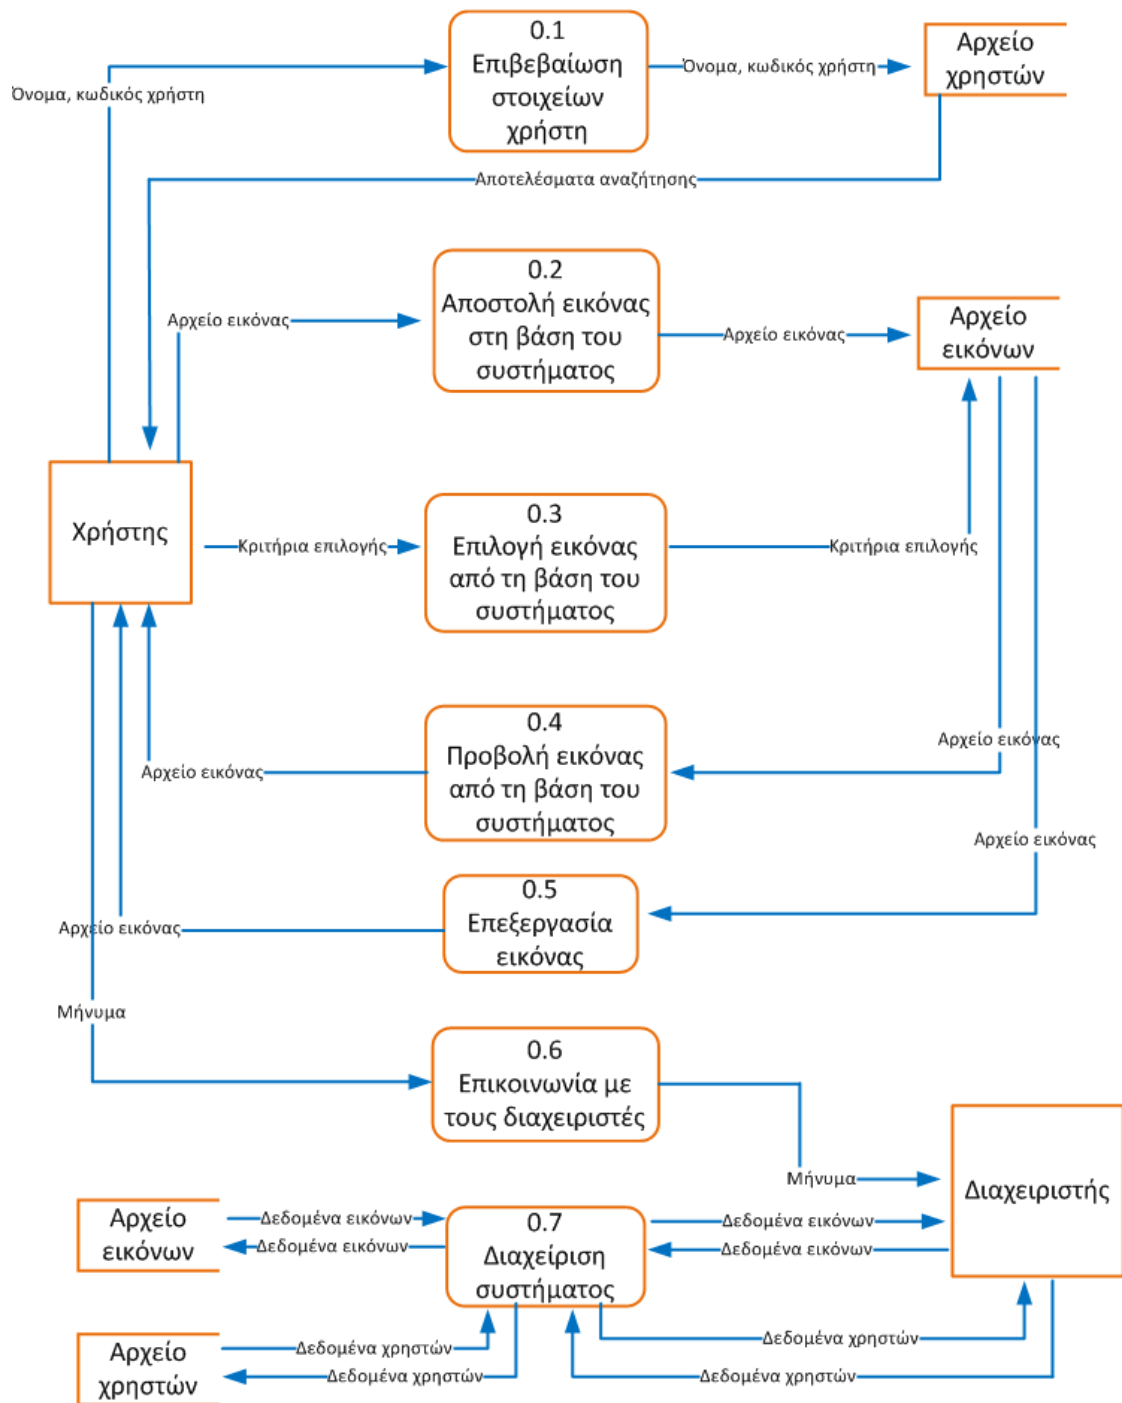 0.1
Επιβεβαίωση
στοιχείων
χρήστη
Αρχείο
χρηστών
Όνομα, κωδικός χρήστη
Όνομα, κωδικός χρήστη
Αποτελέσματα αναζήτησης
0.2
Αποστολή εικόνας
στη βάση του
συστήματος
Αρχείο εικόνας
Αρχείο εικόνας
Αρχείο
εικόνων
Χρήστης
Κριτήρια επιλογής
0.3
Επιλογή εικόνας
από τη βάση του
συστήματος
Κριτήρια επιλογής
0.4
Προβολή εικόνας
από τη βάση του
συστήματος
Αρχείο εικόνας
Αρχείο εικόνας
Αρχείο εικόνας
0.5
Επεξεργασία
εικόνας
Αρχείο εικόνας
Μήνυμα
0.6
Επικοινωνία με
τους διαχειριστές
Μήνυμα
Διαχειριστής
Αρχείο
εικόνων
Δεδομένα εικόνων
Δεδομένα εικόνων
0.7
Διαχείριση
συστήματος
Δεδομένα εικόνων
Δεδομένα εικόνων
Αρχείο
χρηστών
Δεδομένα χρηστών
Δεδομένα χρηστών
Δεδομένα χρηστών
Δεδομένα χρηστών